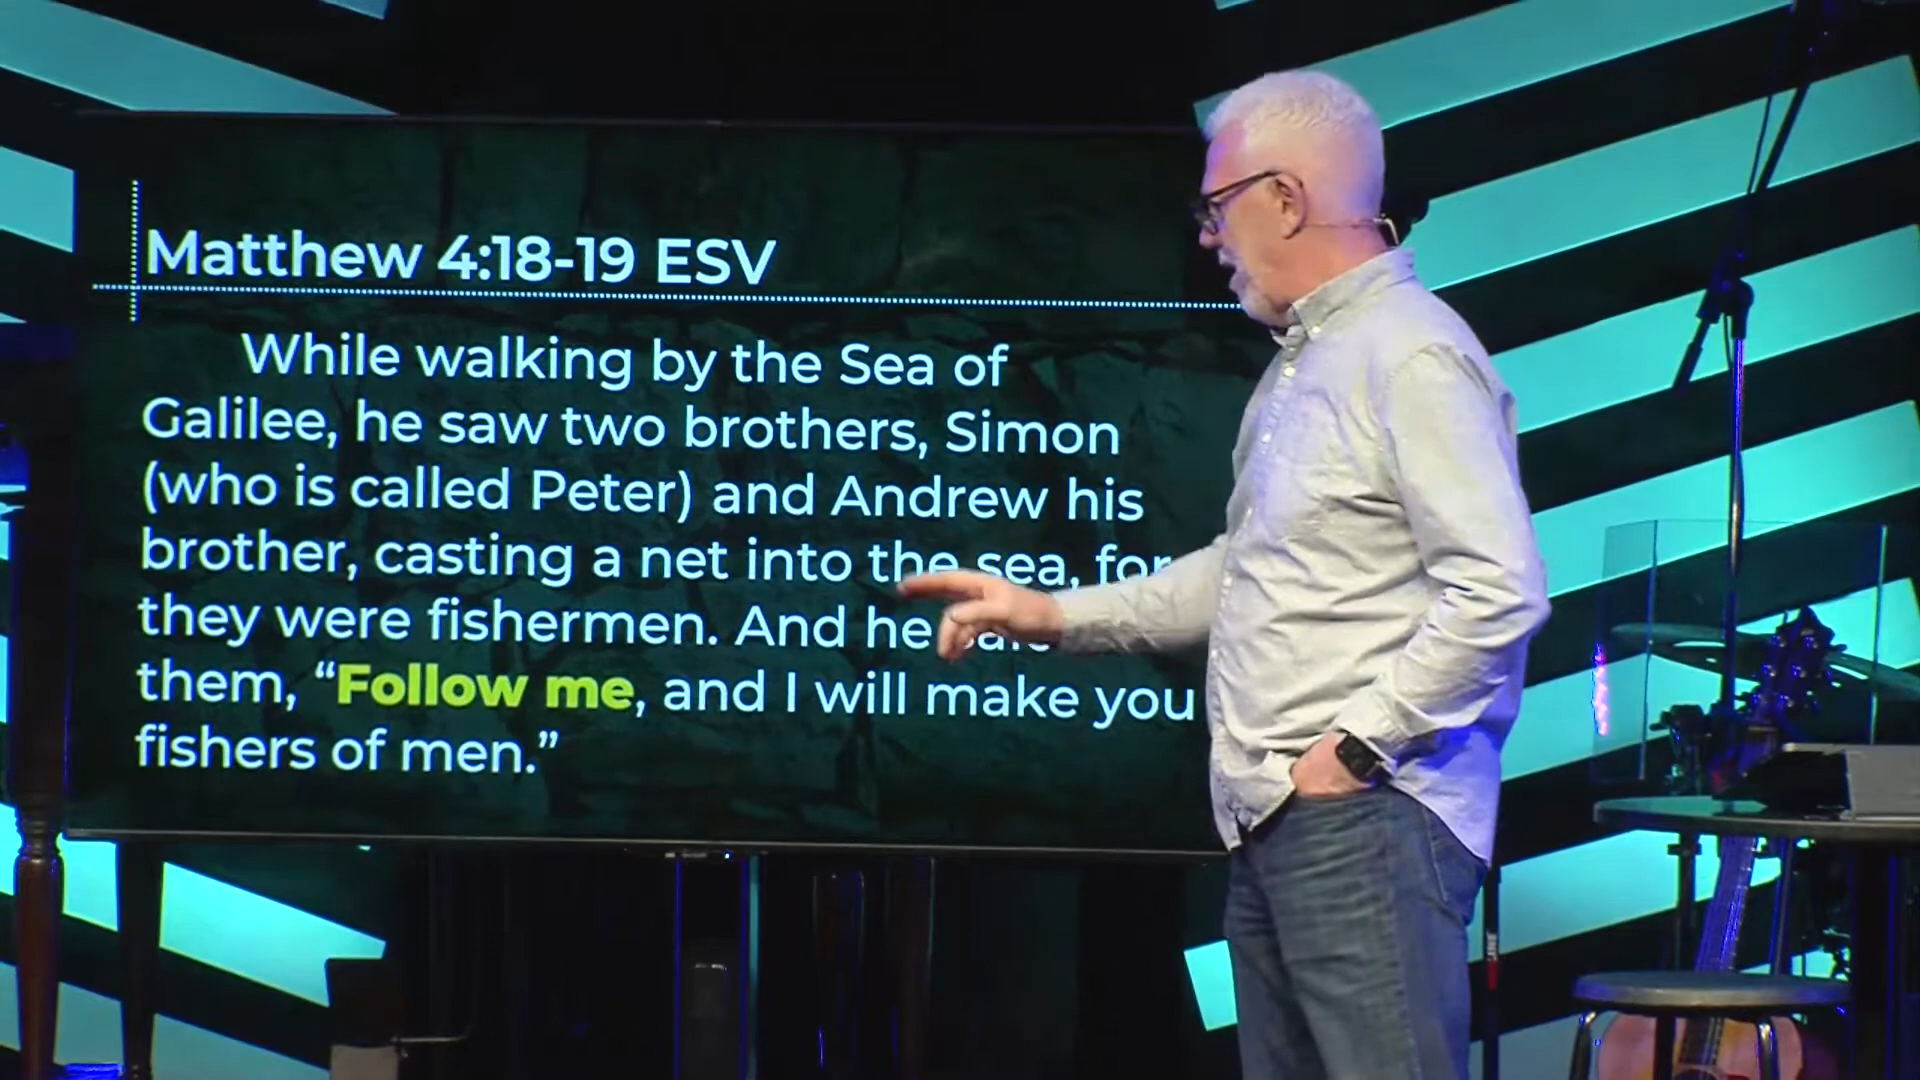 Matthew 4:18-19 ESV
While walking by the Sea of
Galilee, he saw two brothers, Simon
(who is called Peter) and Andrew his
brother, casting a net into the sea, for
they were fishermen. And he
them, “Follow me, and I will make you
fishers of men.”